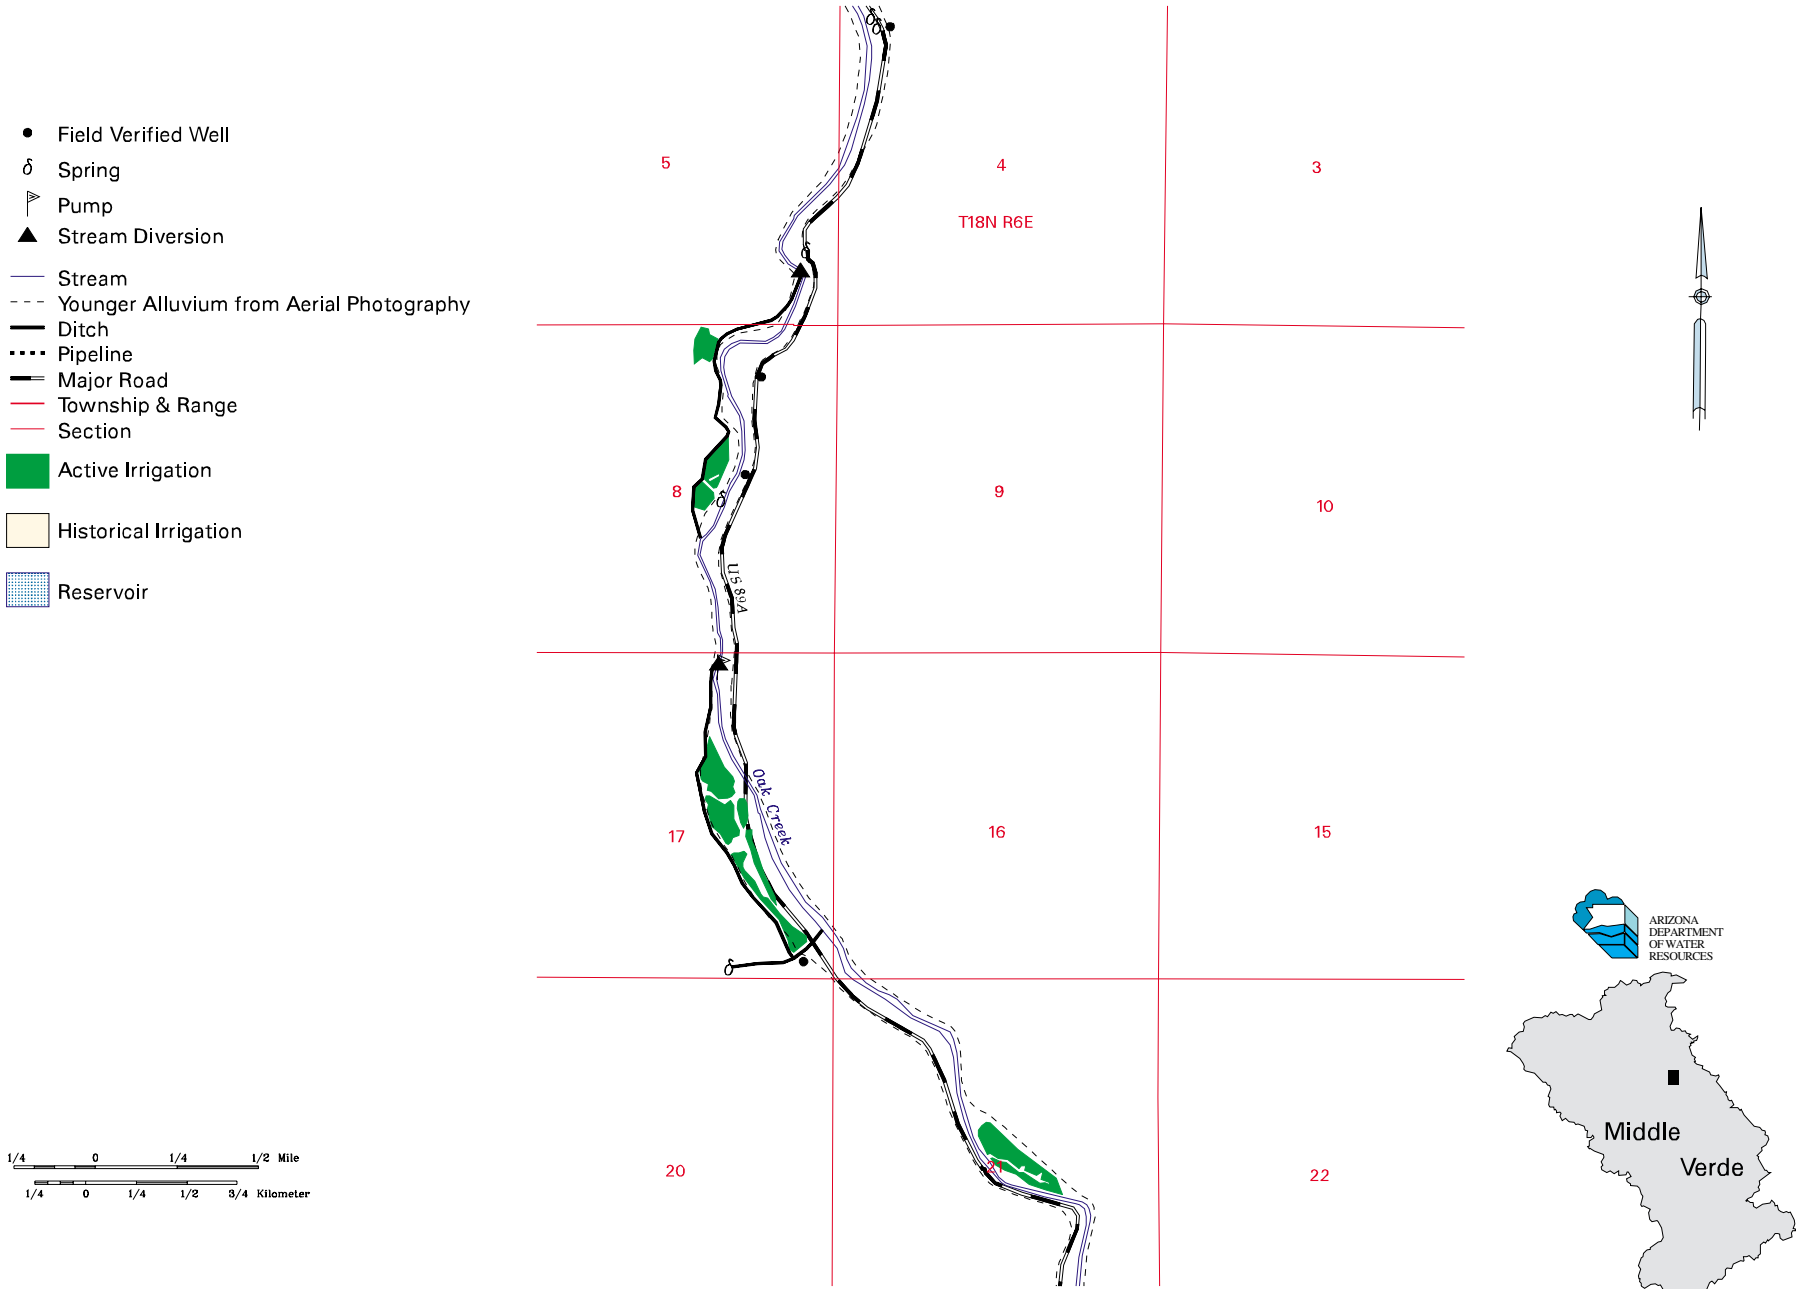 Field Verified Well
Spring
Pump
Stream Diversion
Stream
Younger Alluvium from Aerial Photography
Ditch
Pipeline
Major Road
Township & Range
Section
Active Irrigation
Historical Irrigation
Reservoir
5
4
3
T18N R6E
8
9
10
US 89A
Oak Creek
17
16
15
20
21
22
1/4 0 1/4 1/2 Mile
1/4 0 1/4 1/2 3/4 Kilometer
ARIZONA
DEPARTMENT
OF WATER
RESOURCES
Middle
Verde